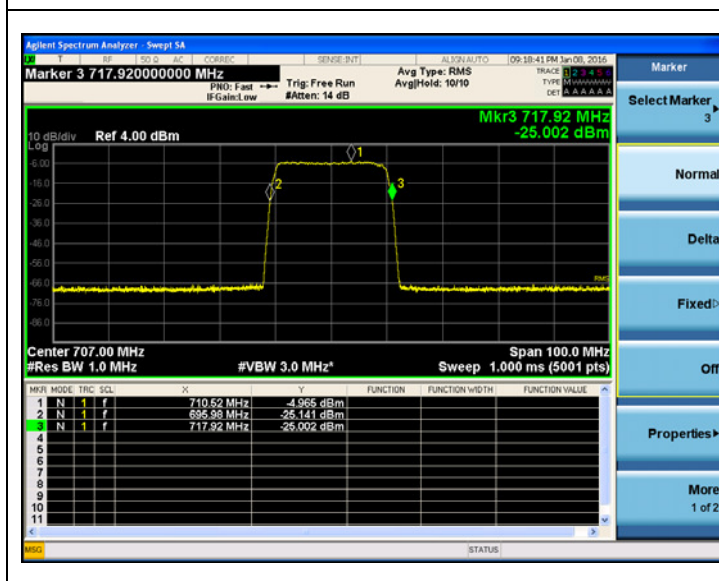 Agilent Spectrum Analyzer - Swept SA
T RF 50 Ω AC CORREC SENSE:INT ALIGN AUTO 09:18:41 PM Jan 08, 2016
Marker 3 717.920000000 MHz
PNO: Fast
IFGain:Low
Trig: Free Run
#Atten: 14 dB
Avg Type: RMS
Avg|Hold: 10/10
TRACE 1 2 3 4 5 6
TYPE M
DET A A A A A A
Mkr3 717.92 MHz
-25.002 dBm
10 dB/div Ref 4.00 dBm
Log
-6.00
-16.0
-26.0
-36.0
-46.0
-56.0
-66.0
-76.0
-86.0
1
2
3
RMS
Center 707.00 MHz Span 100.0 MHz
#Res BW 1.0 MHz #VBW 3.0 MHz* Sweep 1.000 ms (5001 pts)
MKR MODE TRC SCL X Y FUNCTION FUNCTION WIDTH FUNCTION VALUE
1 N 1 f 710.52 MHz -4.965 dBm
2 N 1 f 695.98 MHz -25.141 dBm
3 N 1 f 717.92 MHz -25.002 dBm
4
5
6
7
8
9
10
11
MSG STATUS
Marker
Select Marker
3
Normal
Delta
Fixed
Off
Properties
More
1 of 2